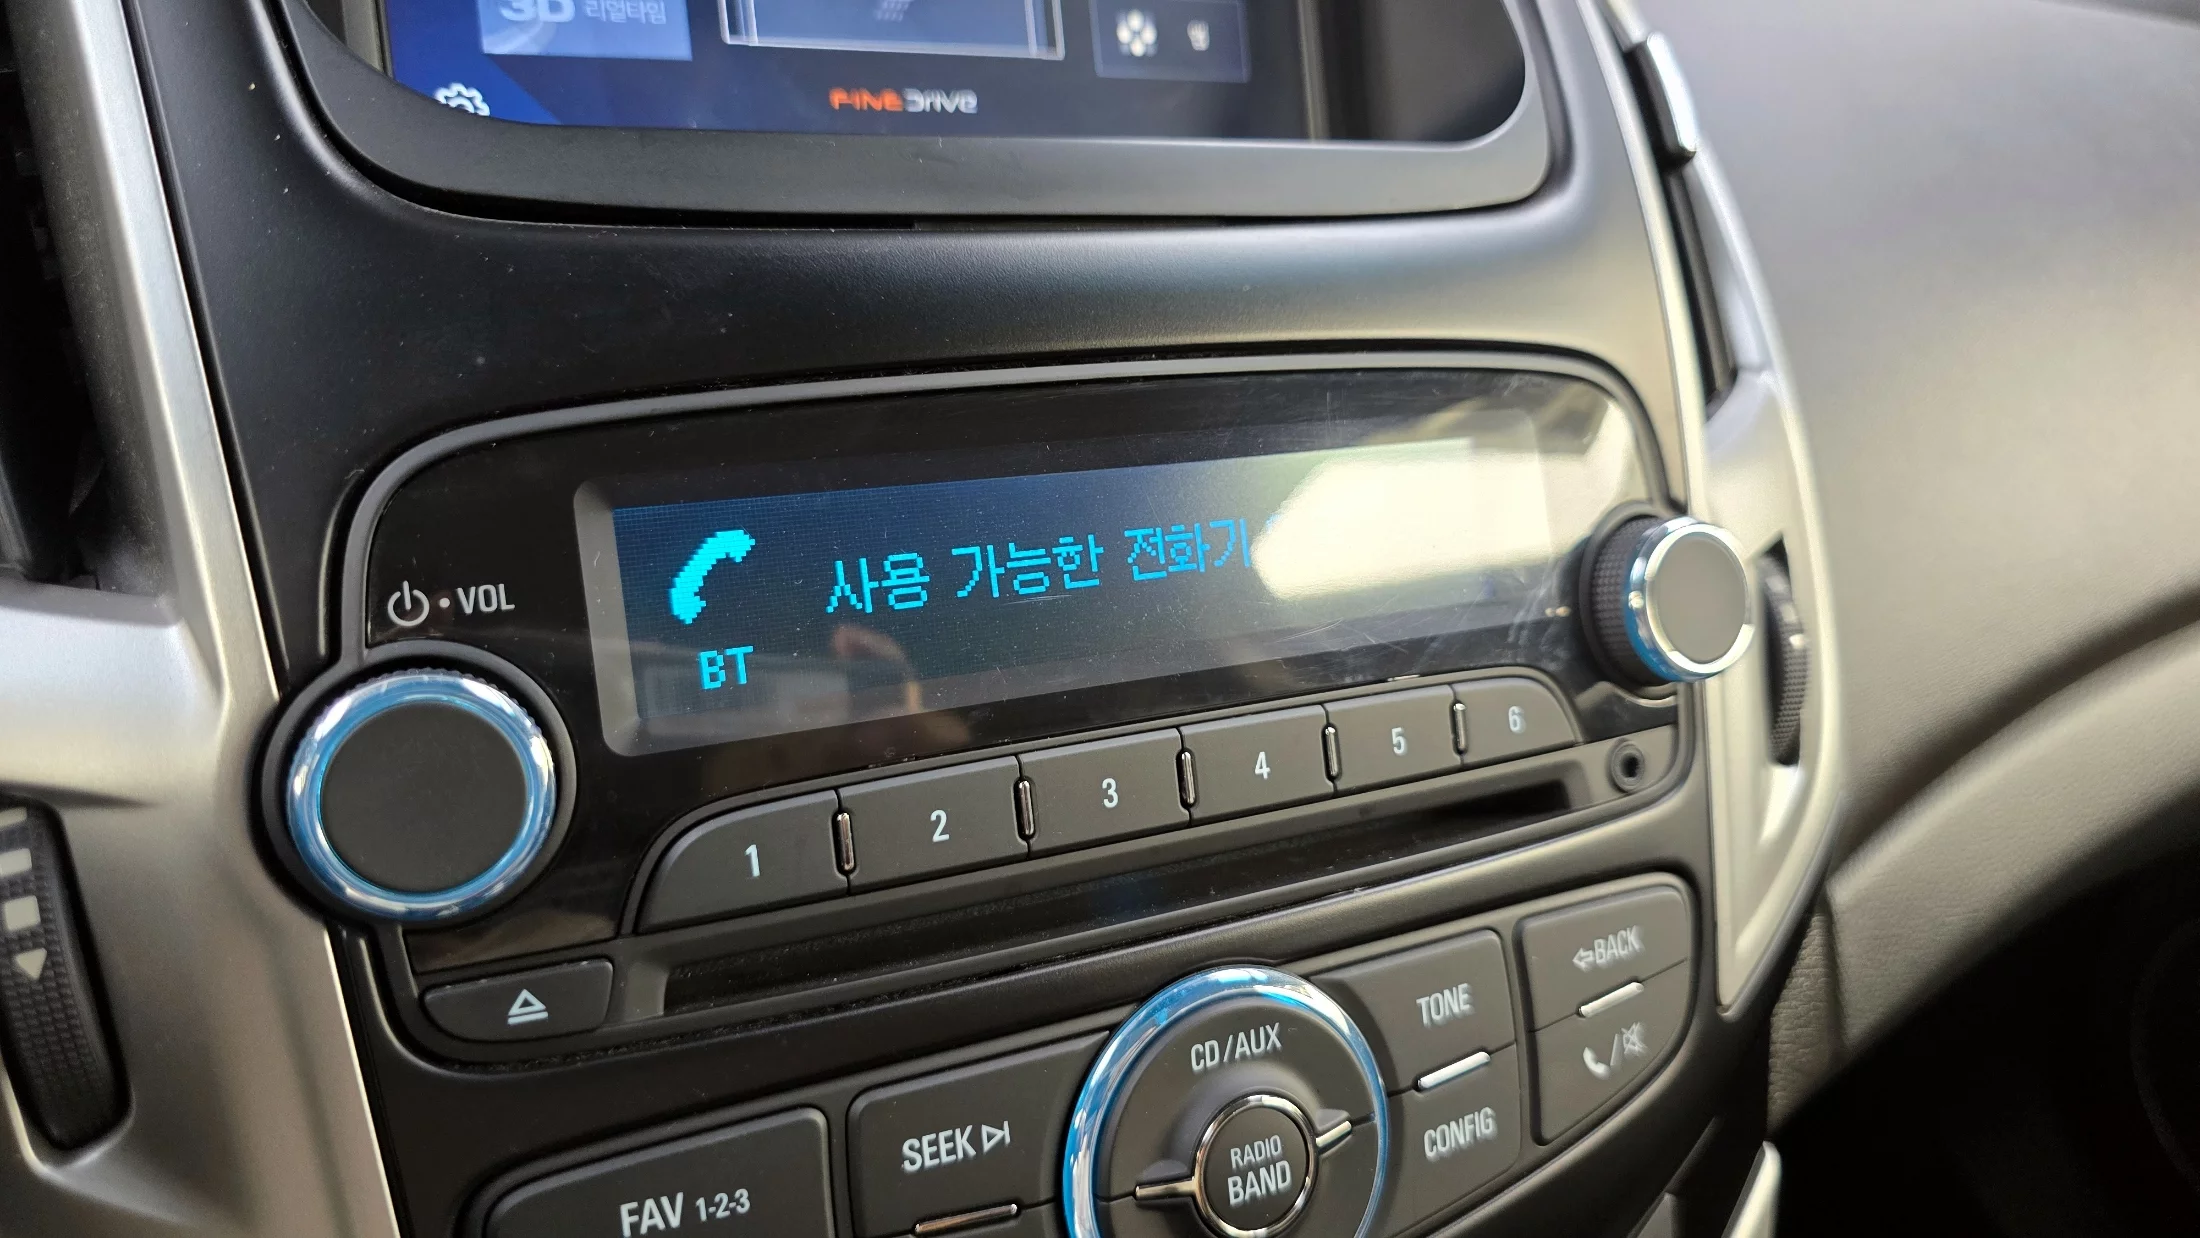 3D 리얼타임
FINEDRIVE
사용 가능한 전화기
BT
VOL
1
2
3
4
5
6
BACK
TONE
CD/AUX
CONFIG
SEEK
RADIO
BAND
FAV 1-2-3